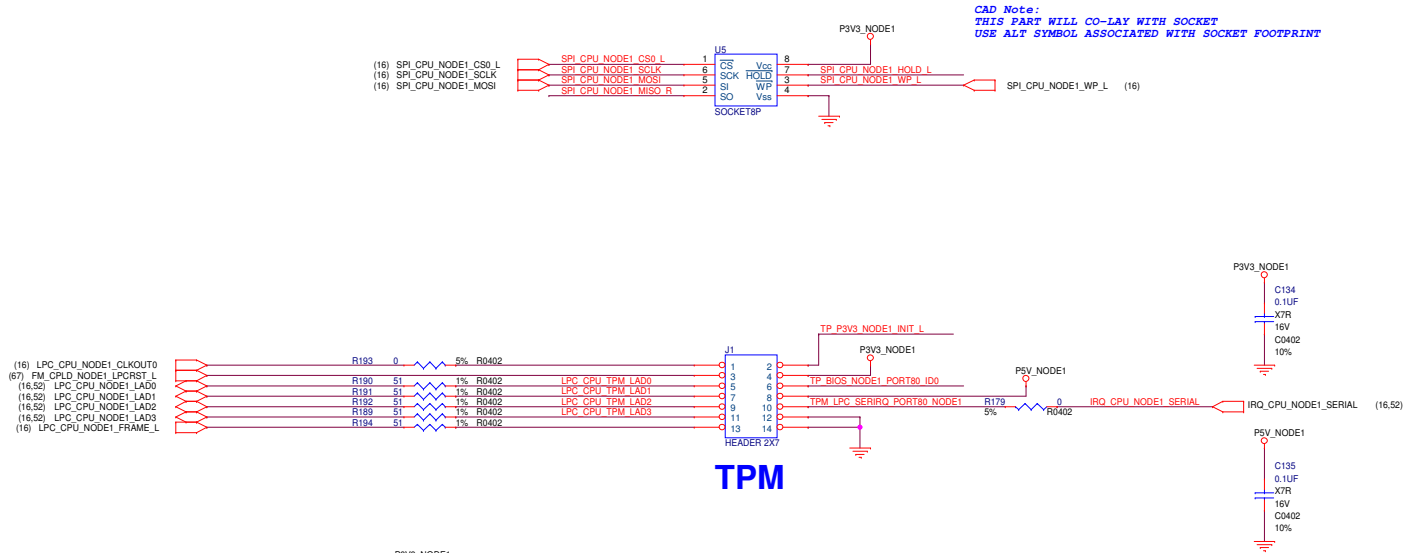 CAD Note:
THIS PART WILL CO-LAY WITH SOCKET
USE ALT SYMBOL ASSOCIATED WITH SOCKET FOOTPRINT
P3V3_NODE1
U5
(16) SPI_CPU_NODE1_CS0_L SPI_CPU_NODE1_CS0_L 1 CS Vcc 8
(16) SPI_CPU_NODE1_SCLK SPI_CPU_NODE1_SCLK 6 SCK HOLD 7 SPI_CPU_NODE1_HOLD_L
(16) SPI_CPU_NODE1_MOSI SPI_CPU_NODE1_MOSI 5 SI WP 3 SPI_CPU_NODE1_WP_L SPI_CPU_NODE1_WP_L (16)
SPI_CPU_NODE1_MISO_R 2 SO Vss 4
SOCKET8P
P3V3_NODE1
C134
0.1UF
X7R
16V
C0402
10%
TP_P3V3_NODE1_INIT_L
J1 P3V3_NODE1
(16) LPC_CPU_NODE1_CLKOUT0 R193 0 5% R0402 1 2
(67) FM_CPLD_NODE1_LPCRST_L 3 4
P5V_NODE1
(16,52) LPC_CPU_NODE1_LAD0 R190 51 1% R0402 LPC_CPU_TPM_LAD0 5 6 TP_BIOS_NODE1_PORT80_ID0
(16,52) LPC_CPU_NODE1_LAD1 R191 51 1% R0402 LPC_CPU_TPM_LAD1 7 8
(16,52) LPC_CPU_NODE1_LAD2 R192 51 1% R0402 LPC_CPU_TPM_LAD2 9 10 TPM_LPC_SERIRQ_PORT80_NODE1 R179 0 5% R0402 IRQ_CPU_NODE1_SERIAL IRQ_CPU_NODE1_SERIAL (16,52)
(16,52) LPC_CPU_NODE1_LAD3 R189 51 1% R0402 LPC_CPU_TPM_LAD3 11 12
(16) LPC_CPU_NODE1_FRAME_L R194 51 1% R0402 13 14
HEADER 2X7
TPM
P5V_NODE1
C135
0.1UF
X7R
16V
C0402
10%